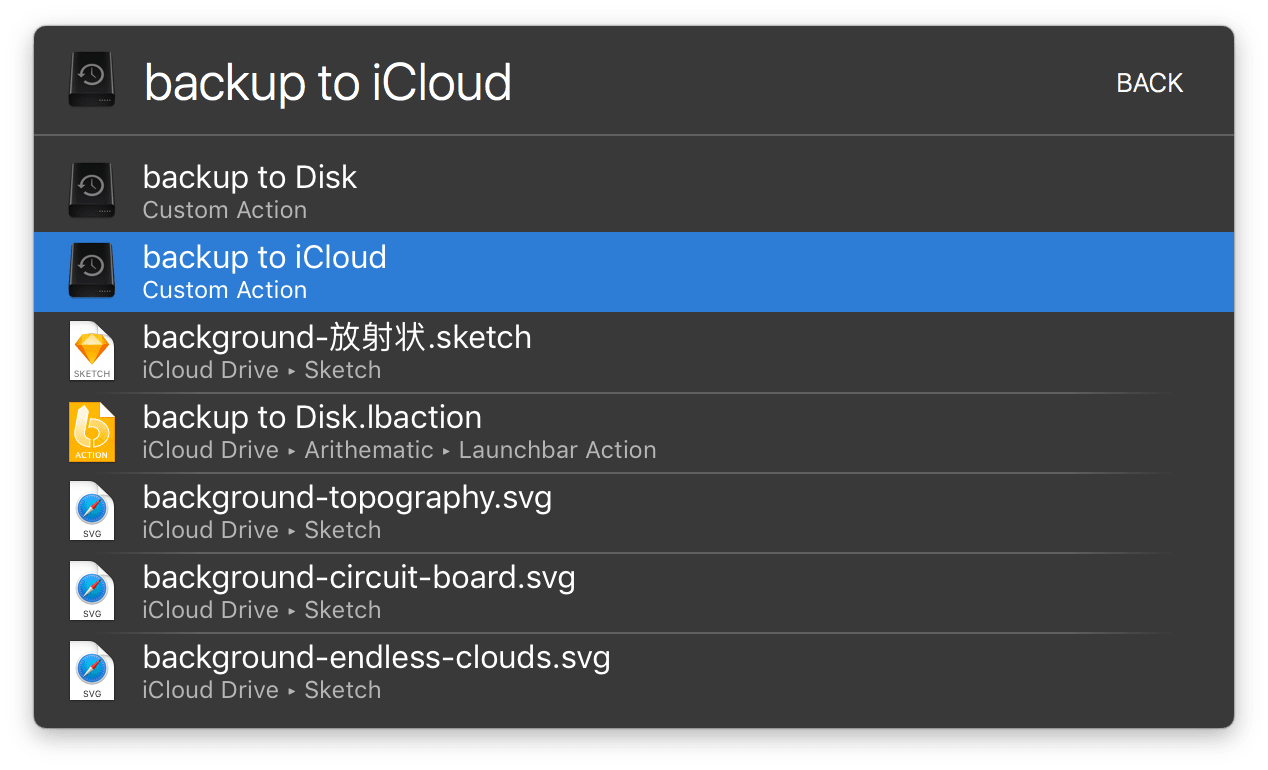 backup to iCloud BACK
backup to Disk
Custom Action
backup to iCloud
Custom Action
background-放射状.sketch
SKETCH
iCloud Drive ▸ Sketch
backup to Disk.lbaction
ACTION
iCloud Drive ▸ Arithematic ▸ Launchbar Action
background-topography.svg
SVG
iCloud Drive ▸ Sketch
background-circuit-board.svg
SVG
iCloud Drive ▸ Sketch
background-endless-clouds.svg
SVG
iCloud Drive ▸ Sketch